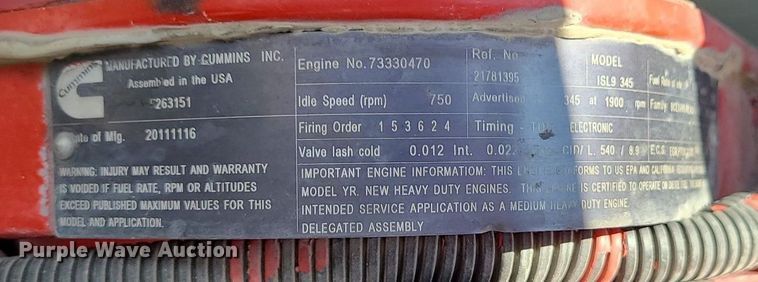 Cummins
MANUFACTURED BY CUMMINS INC.
Assembled in the USA
5263151
Date of Mfg. 20111116
WARNING: INJURY MAY RESULT AND WARRANTY
IS VOIDED IF FUEL RATE, RPM OR ALTITUDES
EXCEED PUBLISHED MAXIMUM VALUES FOR THIS
MODEL AND APPLICATION.
Engine No. 73330470
Ref. No
21781395
MODEL
ISL9 345
Fuel Rate at
Idle Speed (rpm) 750
Advertised 345 at 1900 rpm
Family:
Firing Order 1 5 3 6 2 4
Timing - ELECTRONIC
Valve lash cold 0.012 Int. 0.02 CID/ L. 540 / 8.9
E.C.S.
IMPORTANT ENGINE INFORMATION: THIS ENGINE CONFORMS TO US EPA AND CALIFORNIA
MODEL YR. NEW HEAVY DUTY ENGINES. THIS ENGINE IS CERTIFIED TO OPERATE ON DIESEL
INTENDED SERVICE APPLICATION AS A MEDIUM HEAVY DUTY ENGINE.
DELEGATED ASSEMBLY
Purple Wave Auction